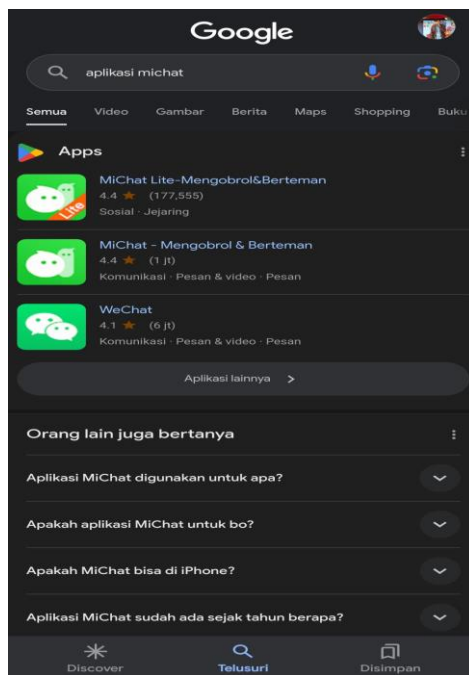 Google
aplikasi michat
Semua Video Gambar Berita Maps Shopping Buku
Apps
MiChat Lite-Mengobrol&Berteman
4.4 ★ (177,555)
Sosial · Jejaring
Lite
MiChat - Mengobrol & Berteman
4.4 ★ (1 jt)
Komunikasi · Pesan & video · Pesan
WeChat
4.1 ★ (6 jt)
Komunikasi · Pesan & video · Pesan
Aplikasi lainnya >
Orang lain juga bertanya
Aplikasi MiChat digunakan untuk apa?
Apakah aplikasi MiChat untuk bo?
Apakah MiChat bisa di iPhone?
Aplikasi MiChat sudah ada sejak tahun berapa?
Discover Telusuri Disimpan